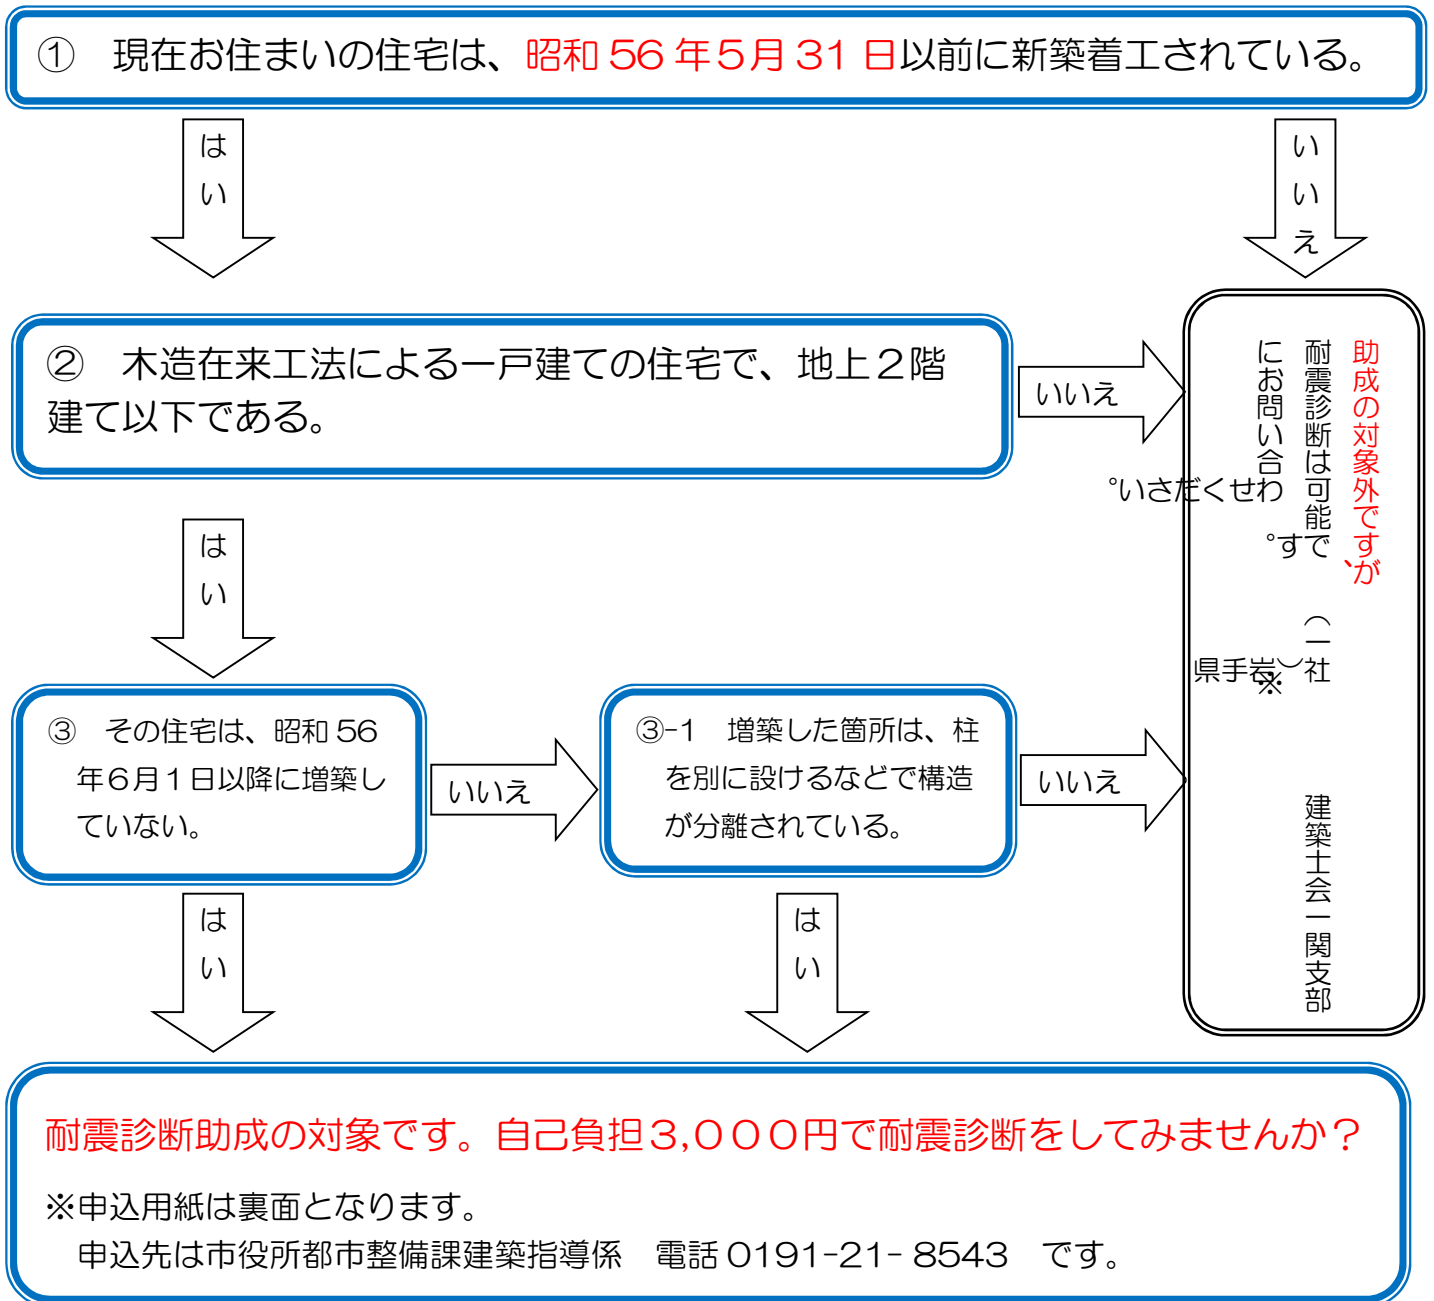 ① 現在お住まいの住宅は、昭和56年5月31日以前に新築着工されている。
はい
いいえ
② 木造在来工法による一戸建ての住宅で、地上2階
建て以下である。
いいえ
はい
助成の対象外ですが、
耐震診断は可能です。
※(一社)岩手県建築士会一関支部
にお問い合わせください。
③ その住宅は、昭和56
年6月1日以降に増築し
ていない。
いいえ
③-1 増築した箇所は、柱
を別に設けるなどで構造
が分離されている。
いいえ
はい
はい
耐震診断助成の対象です。自己負担3,000円で耐震診断をしてみませんか?
※申込用紙は裏面となります。
申込先は市役所都市整備課建築指導係 電話0191-21-8543 です。